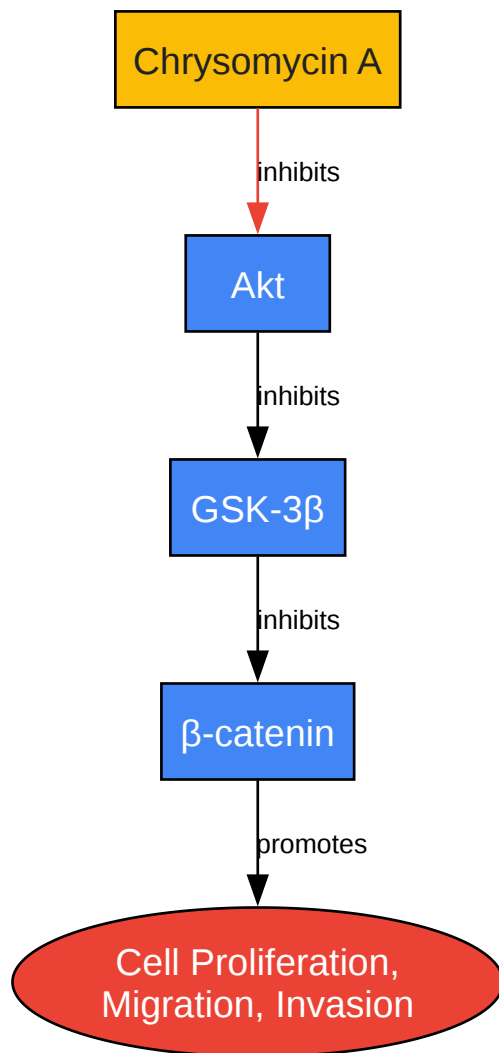 Chrysomycin A
inhibits
Akt
inhibits
GSK-3β
inhibits
β-catenin
promotes
Cell Proliferation,
Migration, Invasion